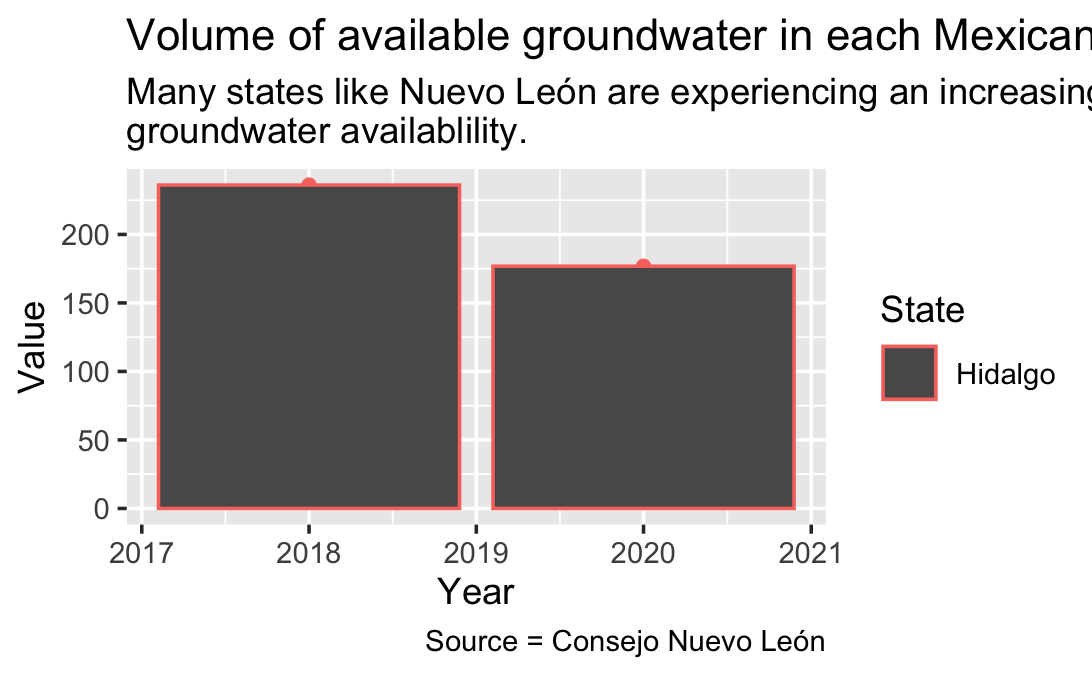 Volume of available groundwater in each Mexican
Many states like Nuevo León are experiencing an increasing
groundwater availablility.
200
150
100
50
0
Value
2017 2018 2019 2020 2021
Year
State
Hidalgo
Source = Consejo Nuevo León